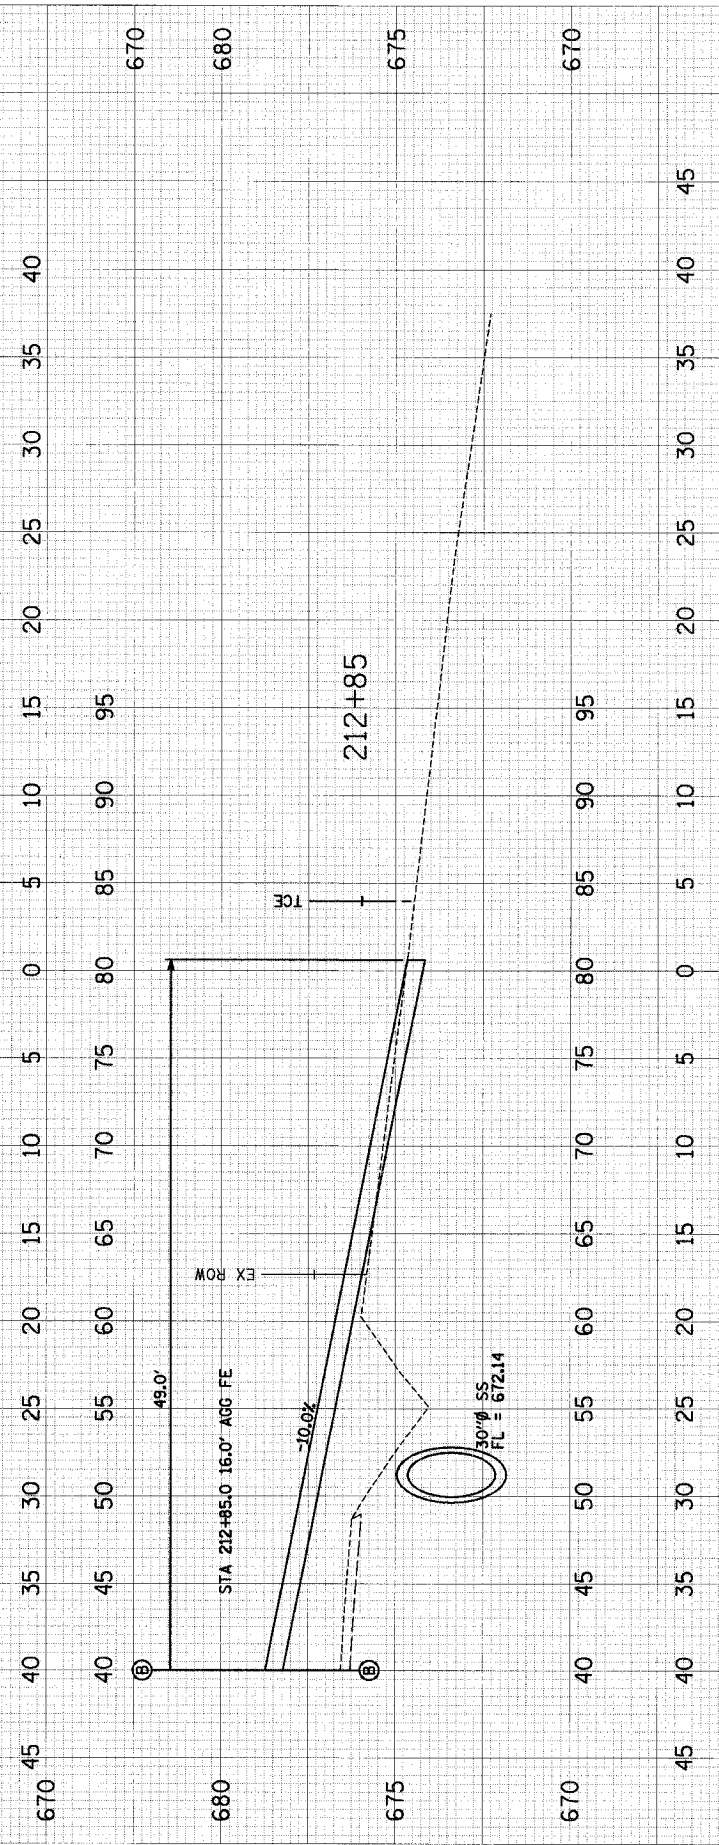 45 40 35 30 25 20 15 10 5 0 5 10 15 20 25 30 35 40
670
40 45 50 55 60 65 70 75 80 85 90 95
670
B
49.0'
680
680
STA 212+85.0 16.0' AGG FE
EX ROW
TCE
-10.0%
212+85
B
675
675
30"Ø SS
FL = 672.14
670
670
40 45 50 55 60 65 70 75 80 85 90 95
45 40 35 30 25 20 15 10 5 0 5 10 15 20 25 30 35 40 45